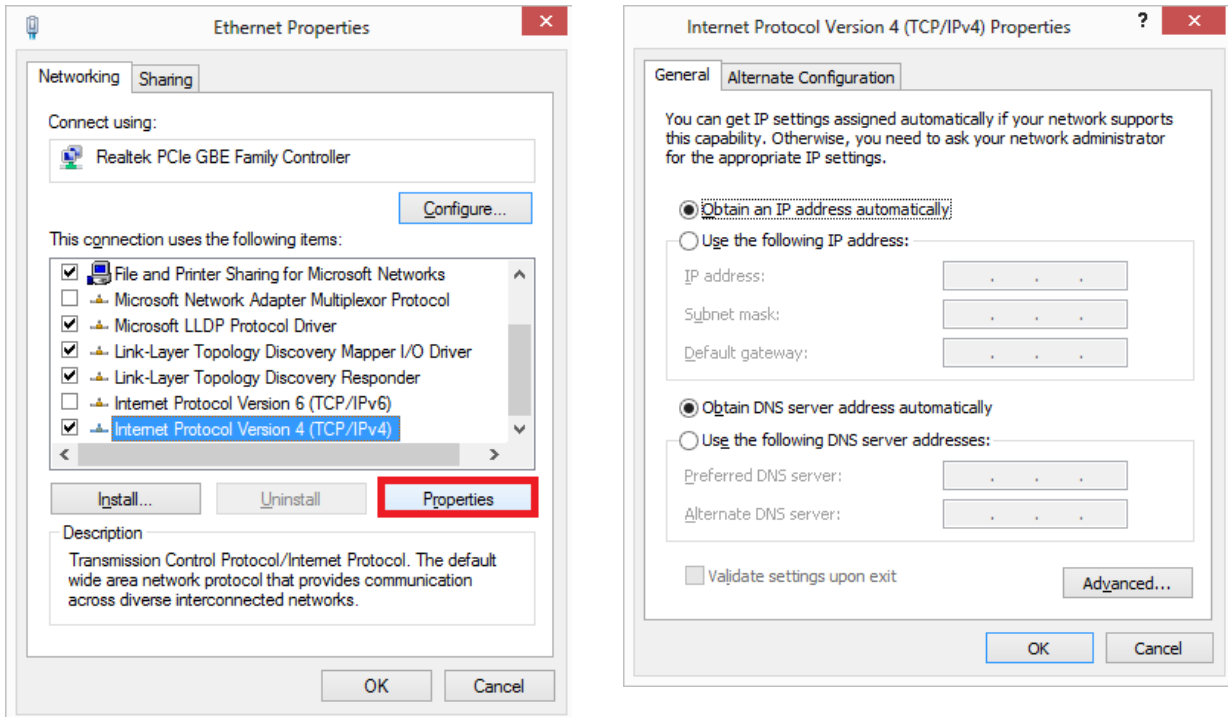 Ethernet Properties
Networking
Sharing
Connect using:
Realtek PCIe GBE Family Controller
Configure...
This connection uses the following items:
File and Printer Sharing for Microsoft Networks
Microsoft Network Adapter Multiplexor Protocol
Microsoft LLDP Protocol Driver
Link-Layer Topology Discovery Mapper I/O Driver
Link-Layer Topology Discovery Responder
Internet Protocol Version 6 (TCP/IPv6)
Internet Protocol Version 4 (TCP/IPv4)
Install...
Uninstall
Properties
Description
Transmission Control Protocol/Internet Protocol. The default
wide area network protocol that provides communication
across diverse interconnected networks.
OK
Cancel
Internet Protocol Version 4 (TCP/IPv4) Properties
?
General
Alternate Configuration
You can get IP settings assigned automatically if your network supports
this capability. Otherwise, you need to ask your network administrator
for the appropriate IP settings.
Obtain an IP address automatically
Use the following IP address:
IP address:
. . .
Subnet mask:
. . .
Default gateway:
. . .
Obtain DNS server address automatically
Use the following DNS server addresses:
Preferred DNS server:
. . .
Alternate DNS server:
. . .
Validate settings upon exit
Advanced...
OK
Cancel